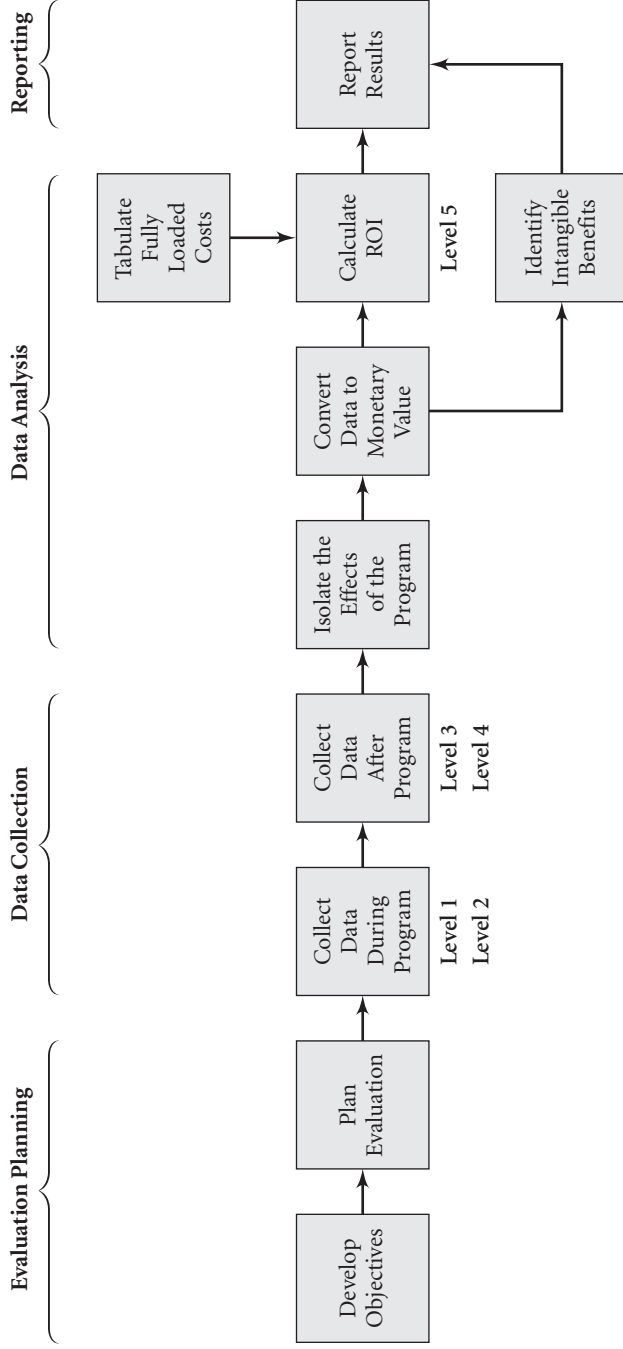 Evaluation Planning
Data Collection
Data Analysis
Reporting
Develop
Objectives
Plan
Evaluation
Collect
Data
During
Program
Level 1
Level 2
Collect
Data
After
Program
Level 3
Level 4
Isolate the
Effects
of the
Program
Convert
Data to
Monetary
Value
Tabulate
Fully
Loaded
Costs
Calculate
ROI
Level 5
Identify
Intangible
Benefits
Report
Results